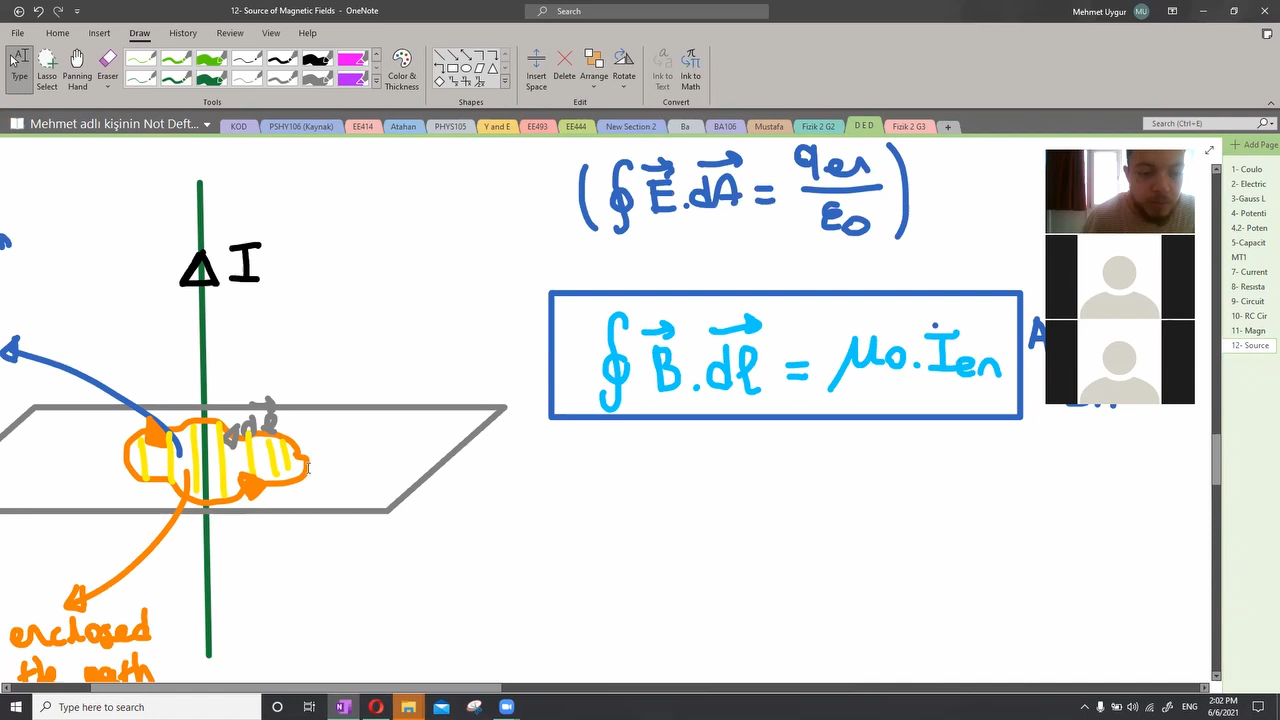 12- Source of Magnetic Fields - OneNote
Search
Mehmet Uygur MU
File Home Insert Draw History Review View Help
Type
Lasso Select
Panning Hand
Eraser
Color & Thickness
Insert Space
Delete
Arrange
Rotate
Ink to Text
Ink to Math
Tools
Shapes
Edit
Convert
Mehmet adlı kişinin Not Deft...
KOD
PSHY106 (Kaynak)
EE414
Atahan
PHYS105
Y and E
EE493
EE444
New Section 2
Ba
BA106
Mustafa
Fizik 2 G2
D E D
Fizik 2 G3
Search (Ctrl+E)
Add Page
1- Coulo
2- Electric
3-Gauss L
4- Potenti
4.2- Poten
5-Capacit
MT1
7- Current
8- Resista
9- Circuit
10- RC Cir
11- Magn
12- Source
(∮E⃗.dA⃗ = qen/ε0)
I
∮B⃗.dℓ⃗ = μ0.Ien
dℓ⃗
enclosed
the path
Type here to search
ENG
2:02 PM
6/6/2021